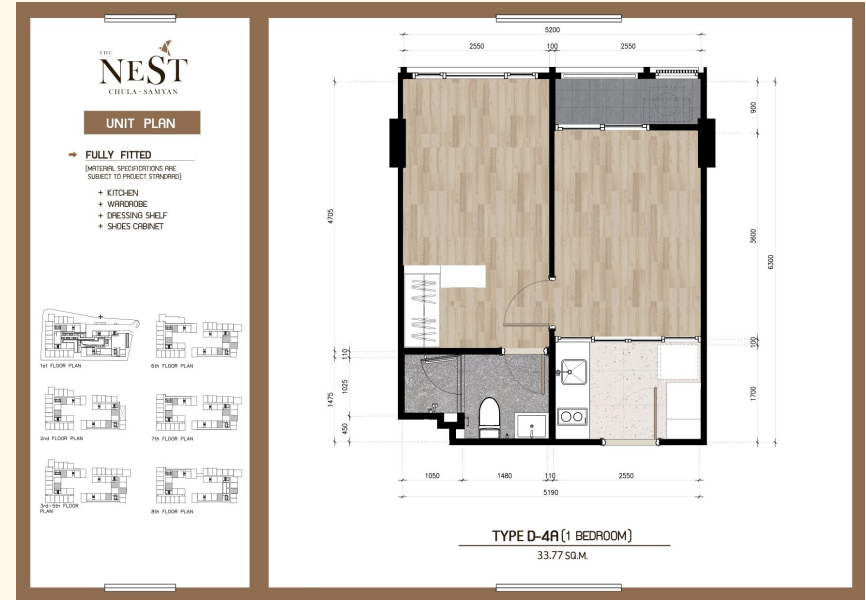 THE
NEST
CHULA - SAMYAN
UNIT PLAN
FULLY FITTED
(MATERIAL SPECIFICATIONS ARE
SUBJECT TO PROJECT STANDARD)
+ KITCHEN
+ WARDROBE
+ DRESSING SHELF
+ SHOES CABINET
1st FLOOR PLAN
6th FLOOR PLAN
2nd FLOOR PLAN
7th FLOOR PLAN
3rd-5th FLOOR
PLAN
8th FLOOR PLAN
5200
2550
100
2550
4705
110
1475
1025
450
900
3600
6300
100
1700
1050
1480
110
2550
5190
TYPE D-4A (1 BEDROOM)
33.77 SQ.M.